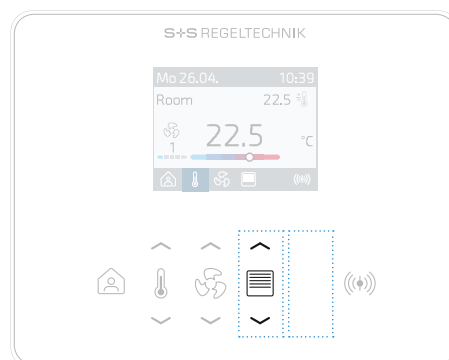 S+S REGELTECHNIK
Mo 26.04. 10:39
Room 22.5
22.5 °C
1